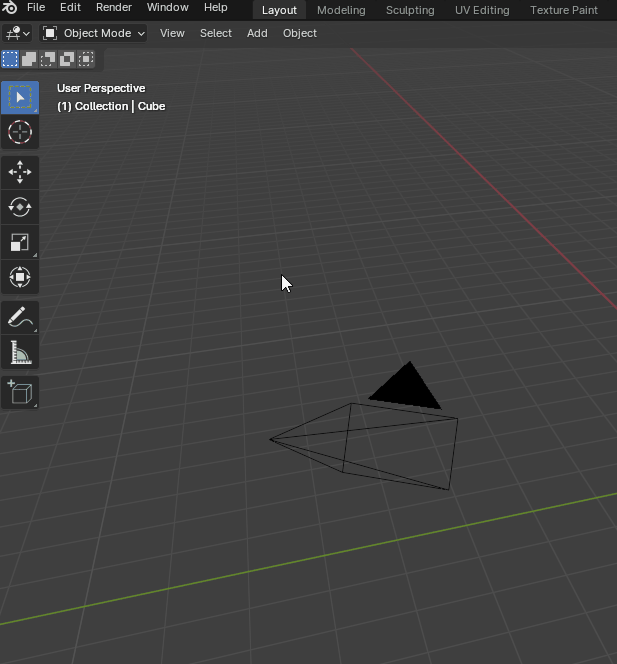 File Edit Render Window Help Layout Modeling Sculpting UV Editing Texture Paint
Object Mode View Select Add Object
User Perspective
(1) Collection | Cube